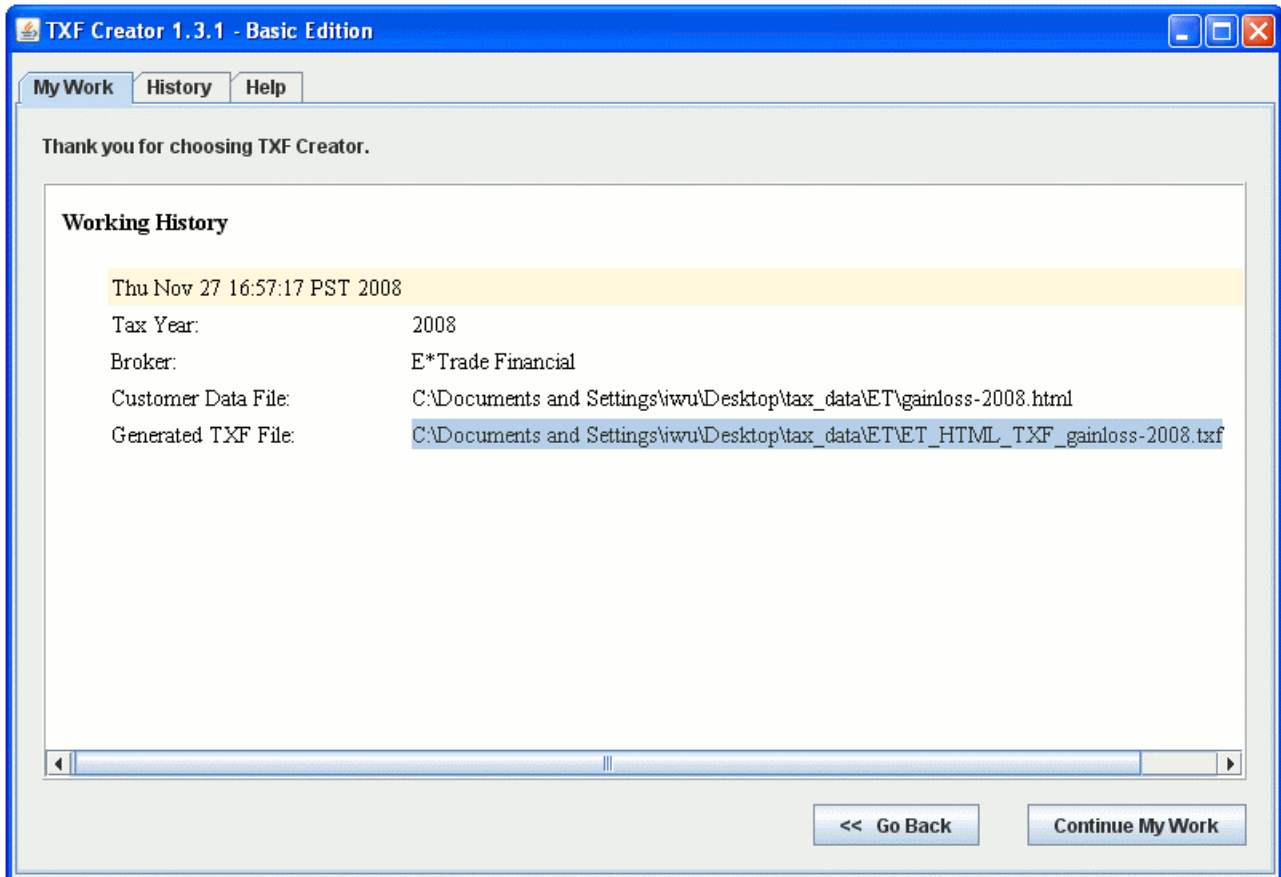 TXF Creator 1.3.1 - Basic Edition
My Work History Help
Thank you for choosing TXF Creator.
Working History
Thu Nov 27 16:57:17 PST 2008
Tax Year: 2008
Broker: E*Trade Financial
Customer Data File: C:\Documents and Settings\iwu\Desktop\tax_data\ET\gainloss-2008.html
Generated TXF File: C:\Documents and Settings\iwu\Desktop\tax_data\ET\ET_HTML_TXF_gainloss-2008.txf
<< Go Back Continue My Work